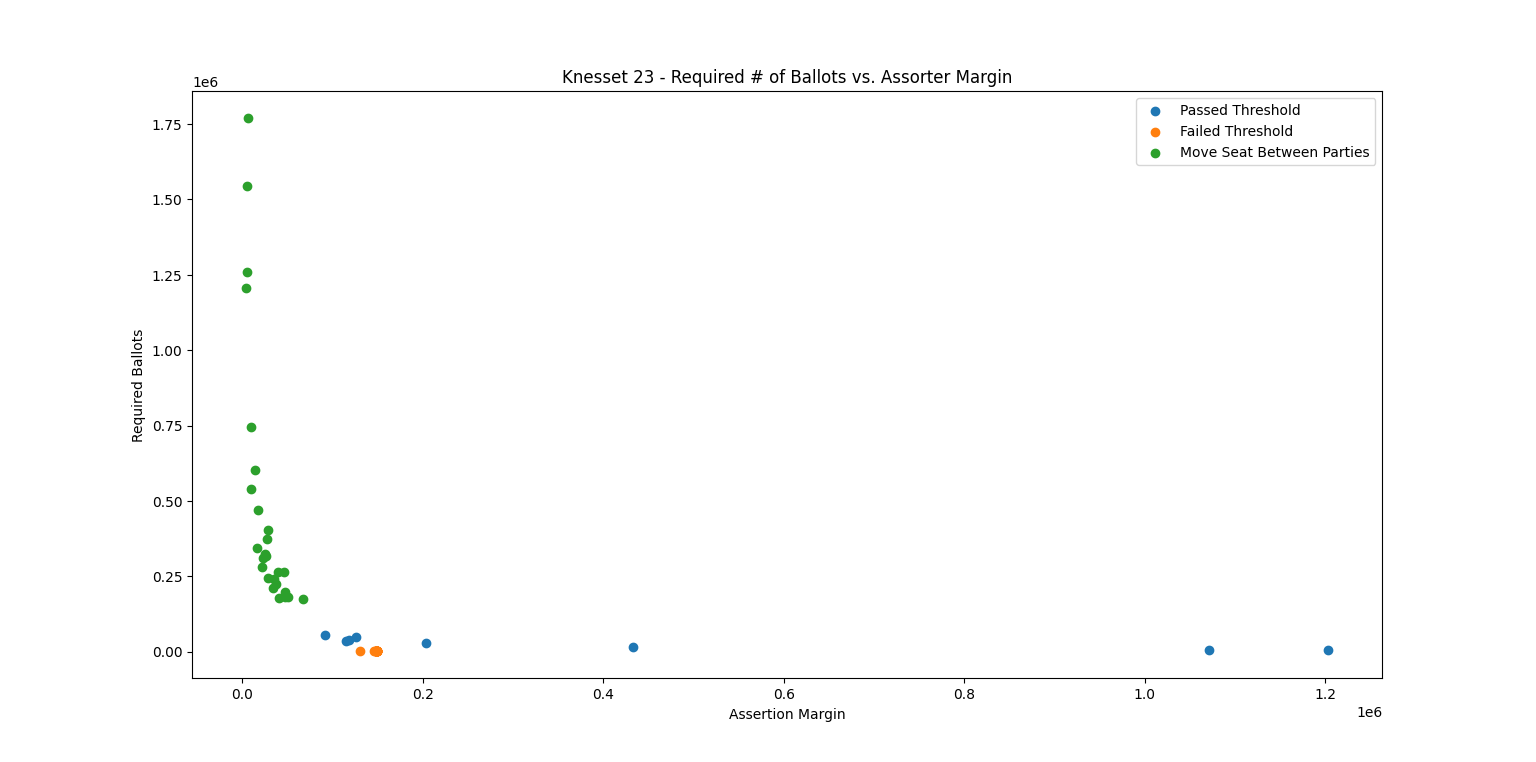 Knesset 23 - Required # of Ballots vs. Assorter Margin
1e6
Passed Threshold
Failed Threshold
Move Seat Between Parties
1.75
1.50
1.25
1.00
0.75
0.50
0.25
0.00
Required Ballots
0.0 0.2 0.4 0.6 0.8 1.0 1.2
1e6
Assertion Margin